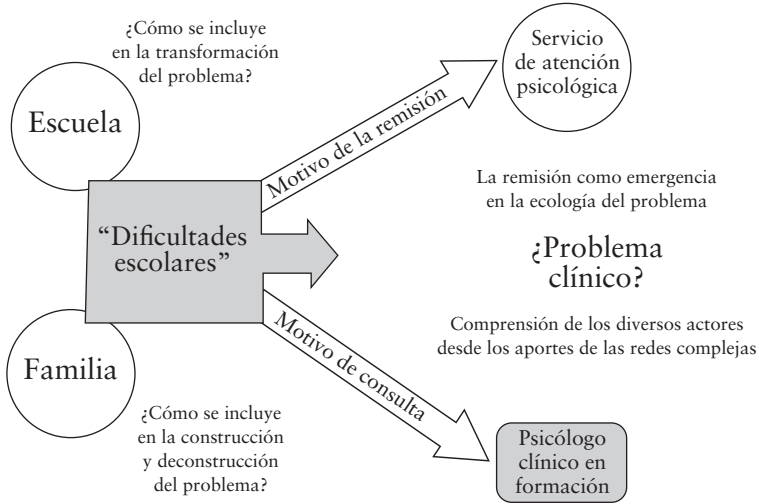 ¿Cómo se incluye
en la transformación
del problema?
Escuela
Servicio
de atención
psicológica
Motivo de la remisión
La remisión como emergencia
en la ecología del problema
“Dificultades
escolares”
¿Problema
clínico?
Comprensión de los diversos actores
desde los aportes de las redes complejas
Motivo de consulta
Familia
¿Cómo se incluye
en la construcción
y deconstrucción
del problema?
Psicólogo
clínico en
formación